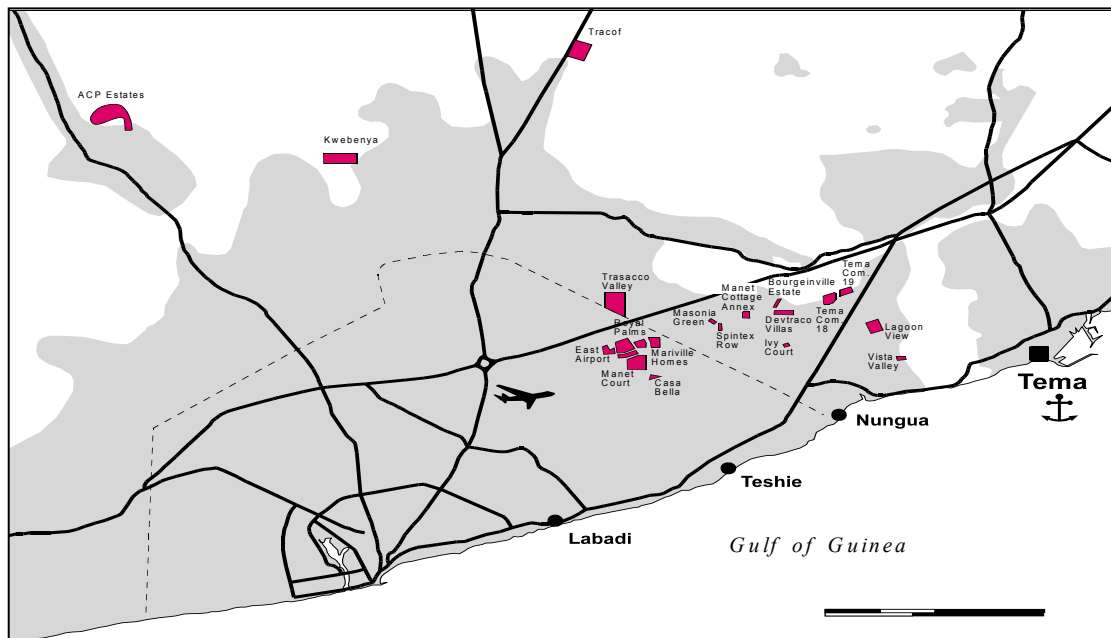 Tracof
ACP Estates
Kwebenya
Tema
Com.
19
Bourgeinville
Estate
Trasacco
Valley
Manet
Cottage
Annex
Masonia
Green
Royal
Palms
Spintex
Row
Devtraco
Villas
Tema
Com
18
Lagoon
View
Ivy
Court
East
Airport
Mariville
Homes
Vista
Valley
Manet
Court
Casa
Bella
Tema
Nungua
Teshie
Labadi
Gulf of Guinea